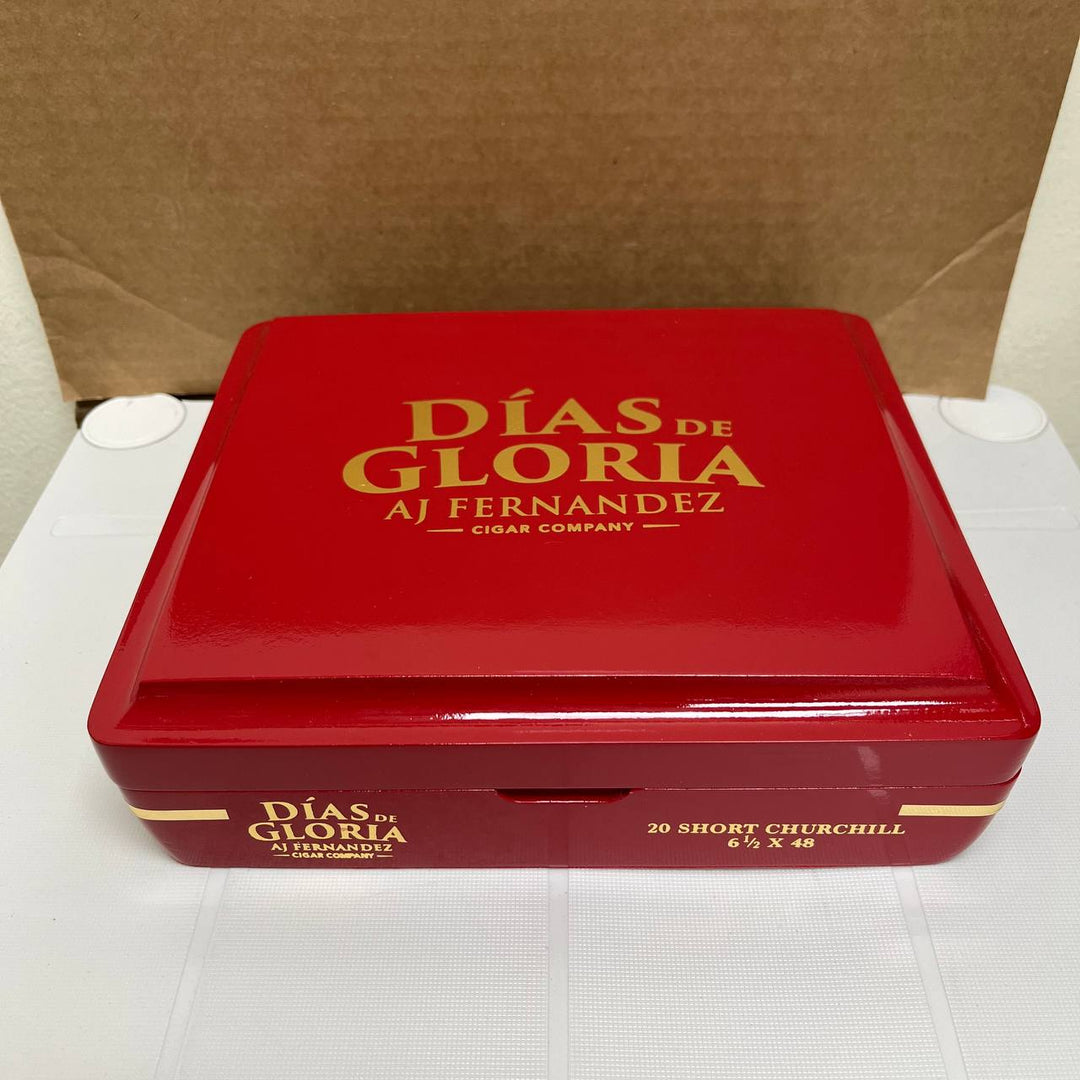 DÍAS DE
GLORIA
AJ FERNANDEZ
CIGAR COMPANY
DÍAS DE
GLORIA
AJ FERNANDEZ
CIGAR COMPANY
20 SHORT CHURCHILL
6 ½ X 48